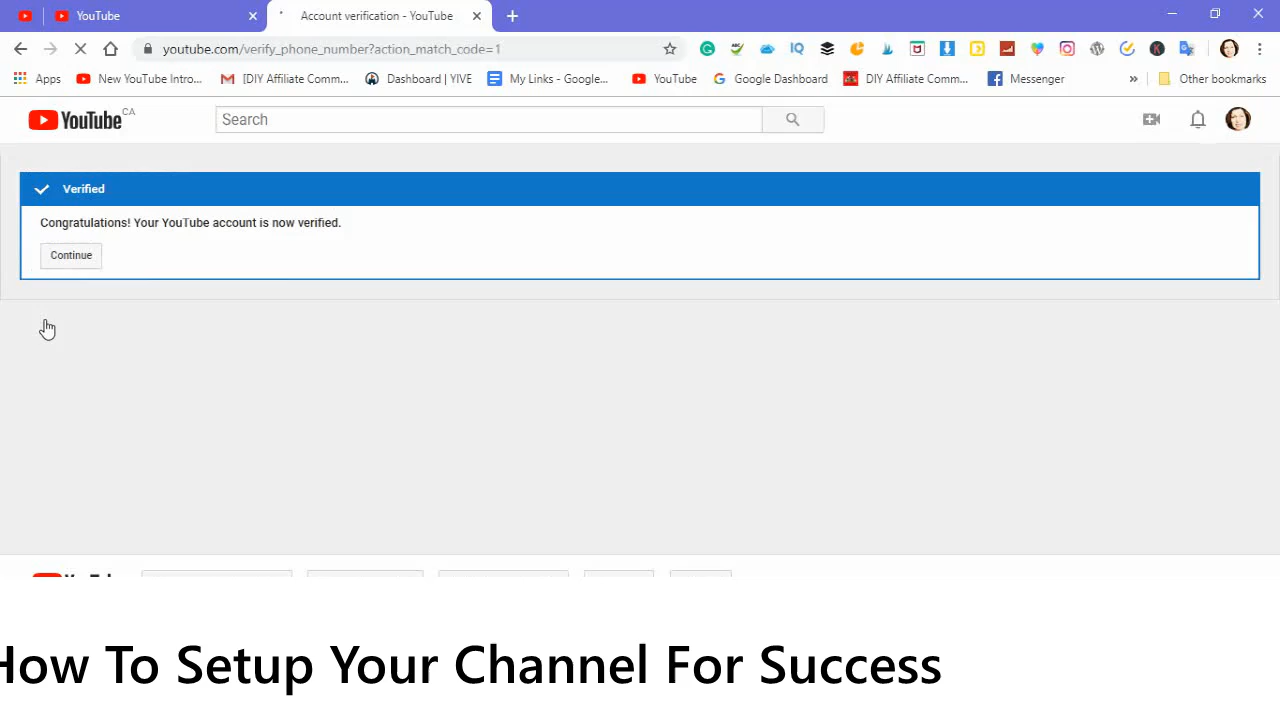 YouTube
Account verification - YouTube
youtube.com/verify_phone_number?action_match_code=1
Apps New YouTube Intro... [DIY Affiliate Comm... Dashboard | YIVE My Links - Google... YouTube Google Dashboard DIY Affiliate Comm... Messenger » Other bookmarks
YouTube CA
Search
Verified
Congratulations! Your YouTube account is now verified.
Continue
How To Setup Your Channel For Success